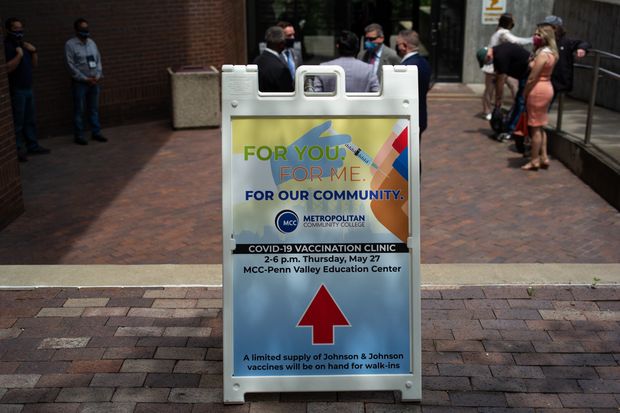 FOR YOU.
FOR ME.
FOR OUR COMMUNITY.
MCC
METROPOLITAN
COMMUNITY COLLEGE
COVID-19 VACCINATION CLINIC
2-6 p.m. Thursday, May 27
MCC-Penn Valley Education Center
A limited supply of Johnson & Johnson
vaccines will be on hand for walk-ins